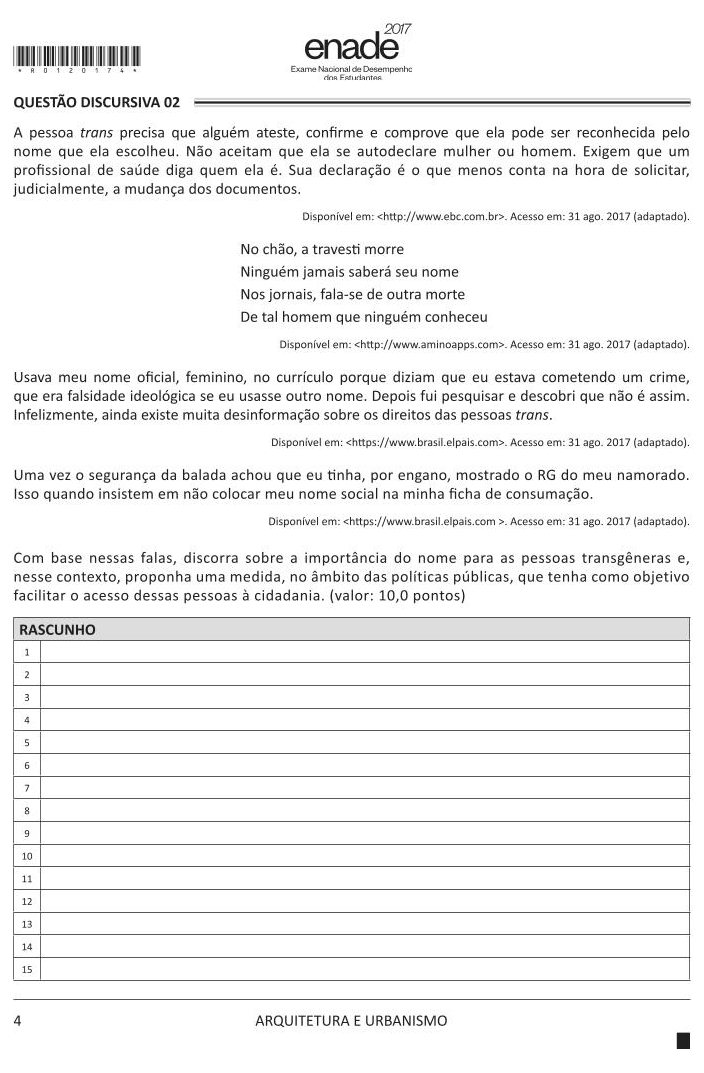 2017
enade
Exame Nacional de Desempenho
dos Estudantes
*R01201 74*
QUESTÃO DISCURSIVA 02
A pessoa trans precisa que alguém ateste, confirme e comprove que ela pode ser reconhecida pelo
nome que ela escolheu. Não aceitam que ela se autodeclare mulher ou homem. Exigem que um
profissional de saúde diga quem ela é. Sua declaração é o que menos conta na hora de solicitar,
judicialmente, a mudança dos documentos.
Disponível em: <http://www.ebc.com.br>. Acesso em: 31 ago. 2017 (adaptado).
No chão, a travesti morre
Ninguém jamais saberá seu nome
Nos jornais, fala-se de outra morte
De tal homem que ninguém conheceu
Disponível em: <http://www.aminoapps.com>. Acesso em: 31 ago. 2017 (adaptado).
Usava meu nome oficial, feminino, no currículo porque diziam que eu estava cometendo um crime,
que era falsidade ideológica se eu usasse outro nome. Depois fui pesquisar e descobri que não é assim.
Infelizmente, ainda existe muita desinformação sobre os direitos das pessoas trans.
Disponível em: <https://www.brasil.elpais.com>. Acesso em: 31 ago. 2017 (adaptado).
Uma vez o segurança da balada achou que eu tinha, por engano, mostrado o RG do meu namorado.
Isso quando insistem em não colocar meu nome social na minha ficha de consumação.
Disponível em: <https://www.brasil.elpais.com >. Acesso em: 31 ago. 2017 (adaptado).
Com base nessas falas, discorra sobre a importância do nome para as pessoas transgêneras e,
nesse contexto, proponha uma medida, no âmbito das políticas públicas, que tenha como objetivo
facilitar o acesso dessas pessoas à cidadania. (valor: 10,0 pontos)
RASCUNHO
1
2
3
4
5
6
7
8
9
10
11
12
13
14
15
4
ARQUITETURA E URBANISMO